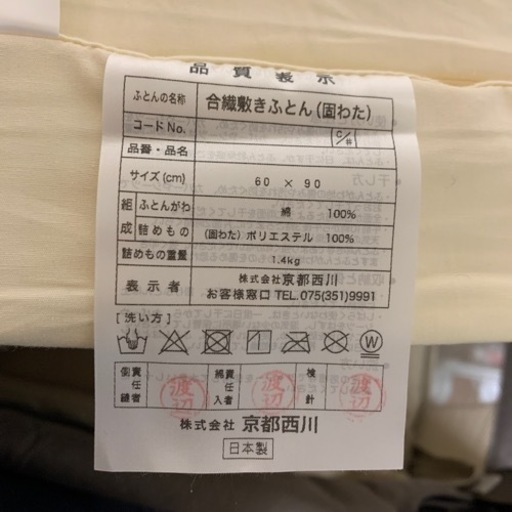 品質表示
ふとんの名称 合繊敷きふとん(固わた)
コードNo. C/#
品番・品名
サイズ(cm) 60 × 90
組成 ふとんがわ 綿 100%
詰めもの (固わた) ポリエステル 100%
詰めもの重量 1.4kg
表示者 株式会社 京都西川
お客様窓口 TEL.075(351)9991
[洗い方]
W
責任 渡辺 綿入 責任者 渡辺 検針 渡辺
株式会社 京都西川
日本製